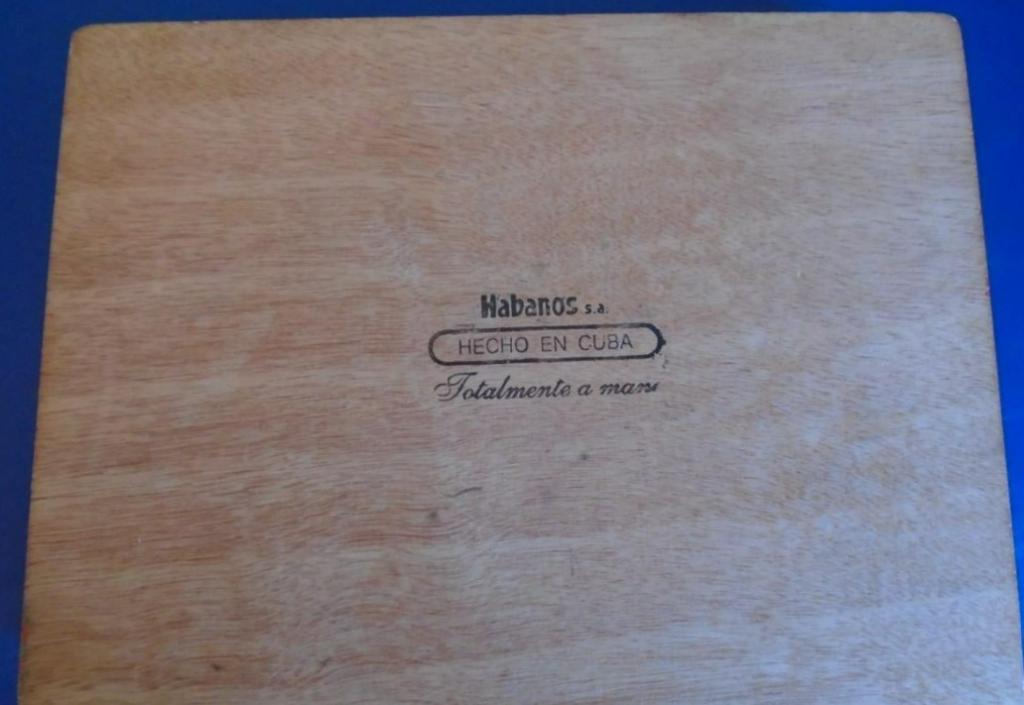 Habanos s.a.
HECHO EN CUBA
Totalmente a mano